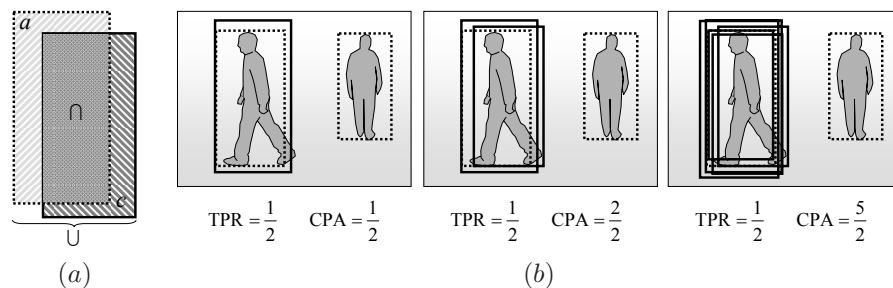 a
∩
c
∪
TPR = 1/2 CPA = 1/2
TPR = 1/2 CPA = 2/2
TPR = 1/2 CPA = 5/2
(a)
(b)